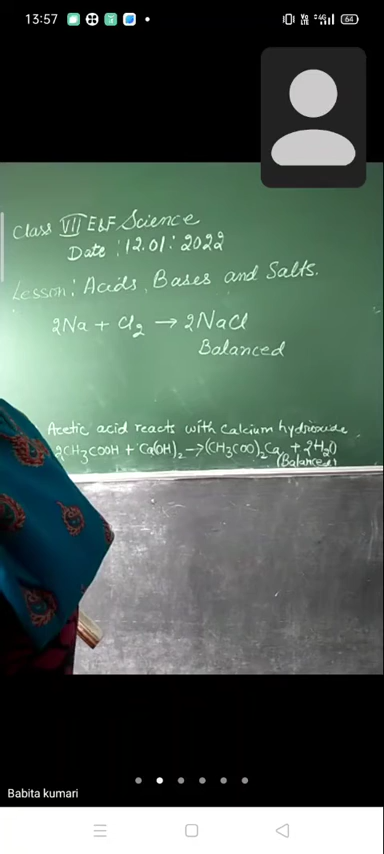 13:57
64
Class VII E&F Science
Date : 12.01: 2022
Lesson: Acids, Bases and Salts.
2Na + Cl2 → 2NaCl
Balanced
Acetic acid reacts with calcium hydroxide
2CH3COOH + Ca(OH)2 → (CH3COO)2Ca + 2H2O
(Balanced)
Babita kumari